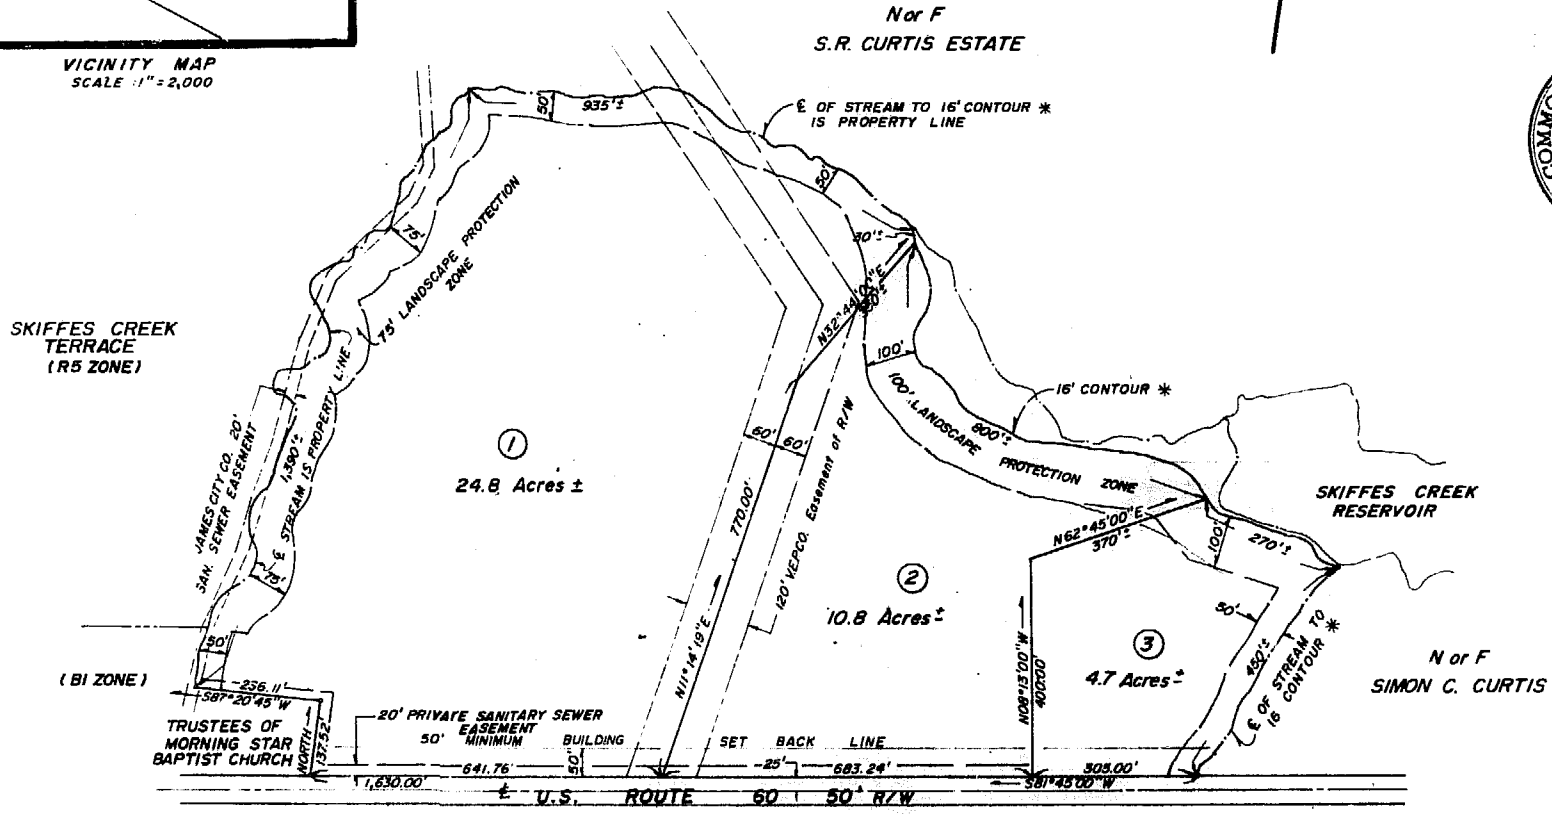 N or F
S.R. CURTIS ESTATE
VICINITY MAP
SCALE : 1" = 2,000
COMMO
50'
935'±
℄ OF STREAM TO 16' CONTOUR *
IS PROPERTY LINE
50'
75'
75' LANDSCAPE PROTECTION
ZONE
30'±
N32°44'00"E
SKIFFES CREEK
TERRACE
(R5 ZONE)
100'
100' LANDSCAPE PROTECTION ZONE
16' CONTOUR *
800'±
JAMES CITY CO. 20'
SAN. SEWER EASEMENT
1,390'±
℄ STREAM IS PROPERTY LINE
1
24.8 Acres ±
60' 60'
770.00'
120' VEPCO. Easement of R/W
N11°14'19"E
SKIFFES CREEK
RESERVOIR
N62°45'00"E
370'±
100'
270'±
75'
2
10.8 Acres ±
50'
50'
3
4.7 Acres ±
N08°15'00"W
400.00'
450'±
℄ OF STREAM TO
16' CONTOUR *
N or F
SIMON C. CURTIS
(B1 ZONE)
256.11'
S87°20'45"W
TRUSTEES OF
MORNING STAR
BAPTIST CHURCH
NORTH
137.52'
20' PRIVATE SANITARY SEWER
EASEMENT
50' MINIMUM BUILDING SET BACK LINE
641.76' 50' 25' 683.24' 305.00'
1,630.00' S81°45'00"W
℄ U.S. ROUTE 60 50' R/W